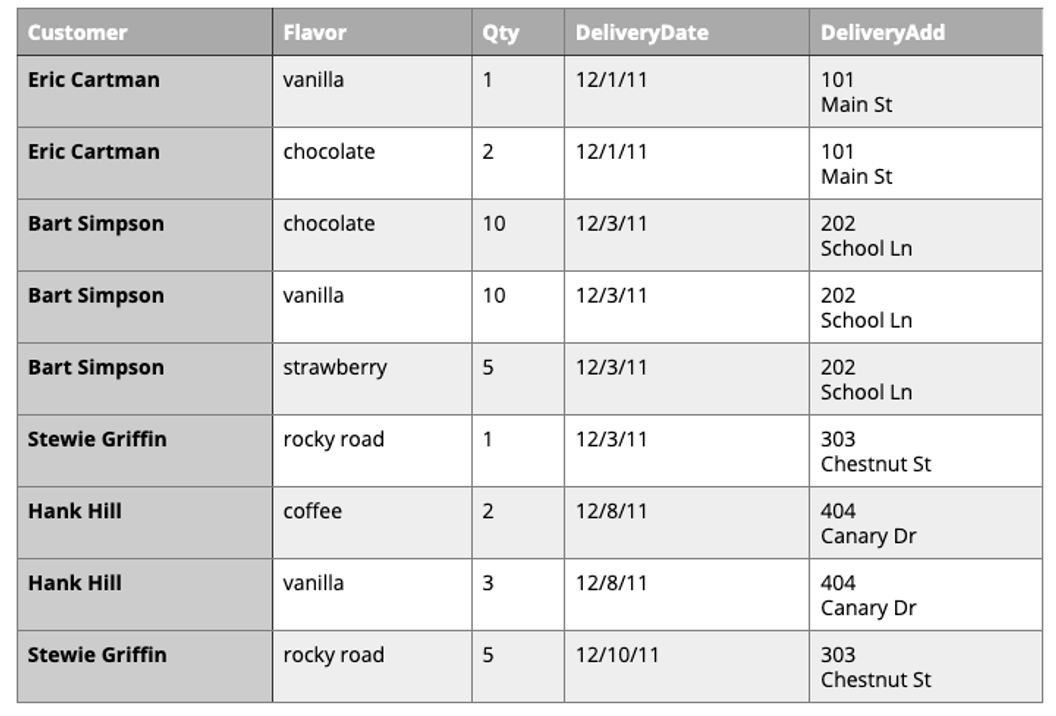 Customer Flavor Qty DeliveryDate DeliveryAdd
Eric Cartman vanilla 1 12/1/11 101
Main St
Eric Cartman chocolate 2 12/1/11 101
Main St
Bart Simpson chocolate 10 12/3/11 202
School Ln
Bart Simpson vanilla 10 12/3/11 202
School Ln
Bart Simpson strawberry 5 12/3/11 202
School Ln
Stewie Griffin rocky road 1 12/3/11 303
Chestnut St
Hank Hill coffee 2 12/8/11 404
Canary Dr
Hank Hill vanilla 3 12/8/11 404
Canary Dr
Stewie Griffin rocky road 5 12/10/11 303
Chestnut St